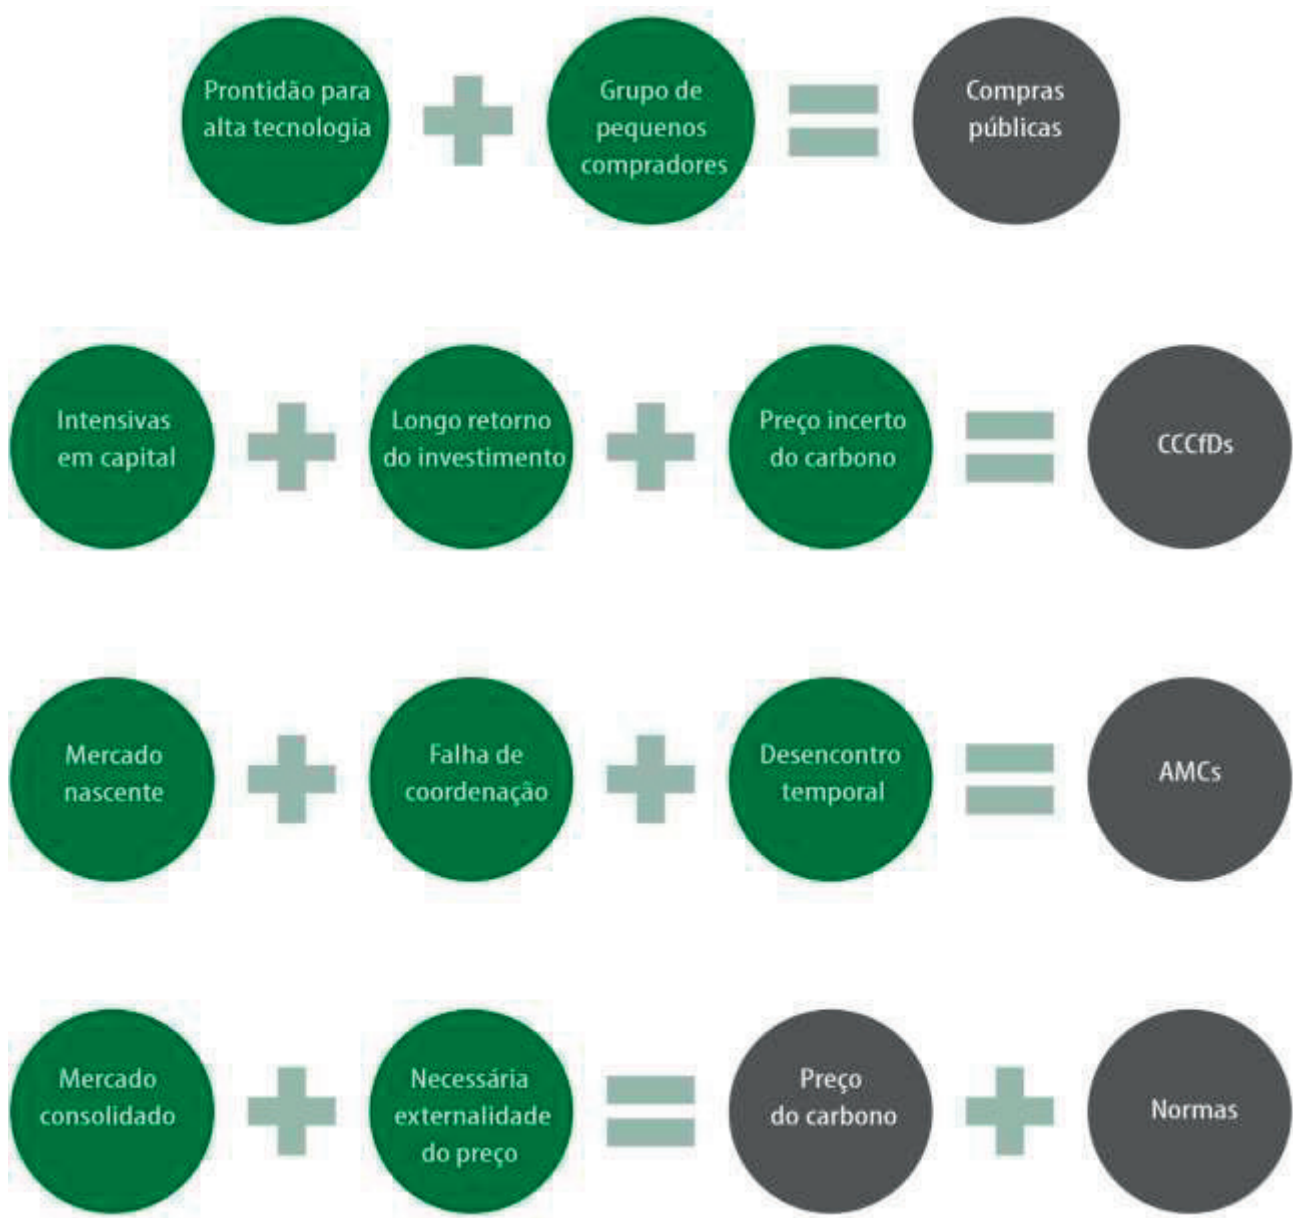 Prontidão para
alta tecnologia
Grupo de
pequenos
compradores
Compras
públicas
Intensivas
em capital
Longo retorno
do investimento
Preço incerto
do carbono
CCCfDs
Mercado
nascente
Falha de
coordenação
Desencontro
temporal
AMCs
Mercado
consolidado
Necessária
externalidade
do preço
Preço
do carbono
Normas